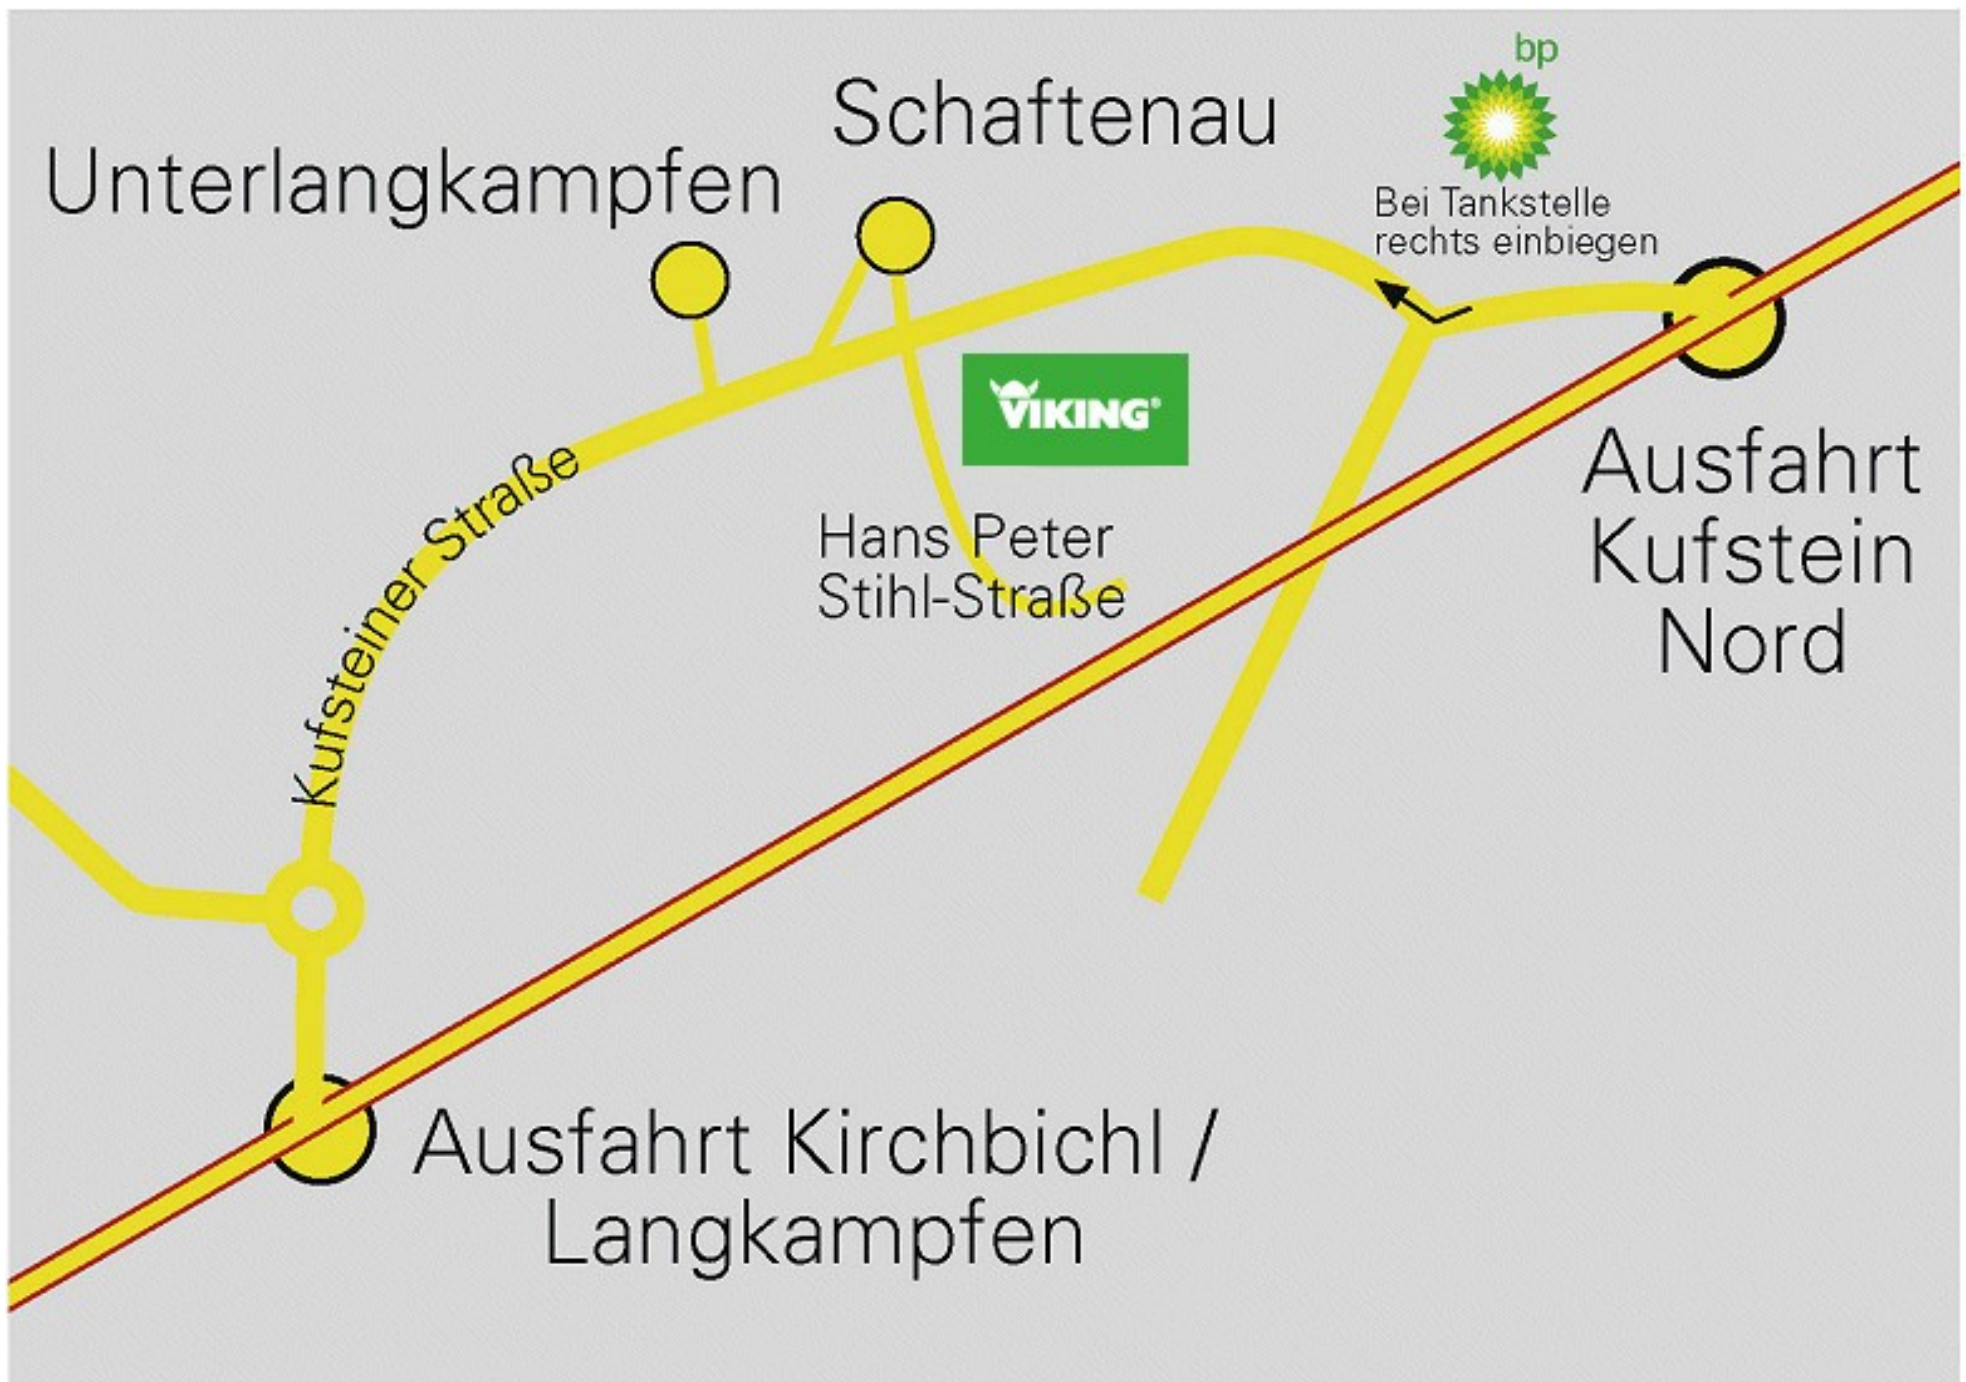 bp
Schaftenau
Unterlangkampfen
Bei Tankstelle
rechts einbiegen
VIKING®
Ausfahrt
Kufstein
Nord
Kufsteiner Straße
Hans Peter
Stihl-Straße
Ausfahrt Kirchbichl /
Langkampfen